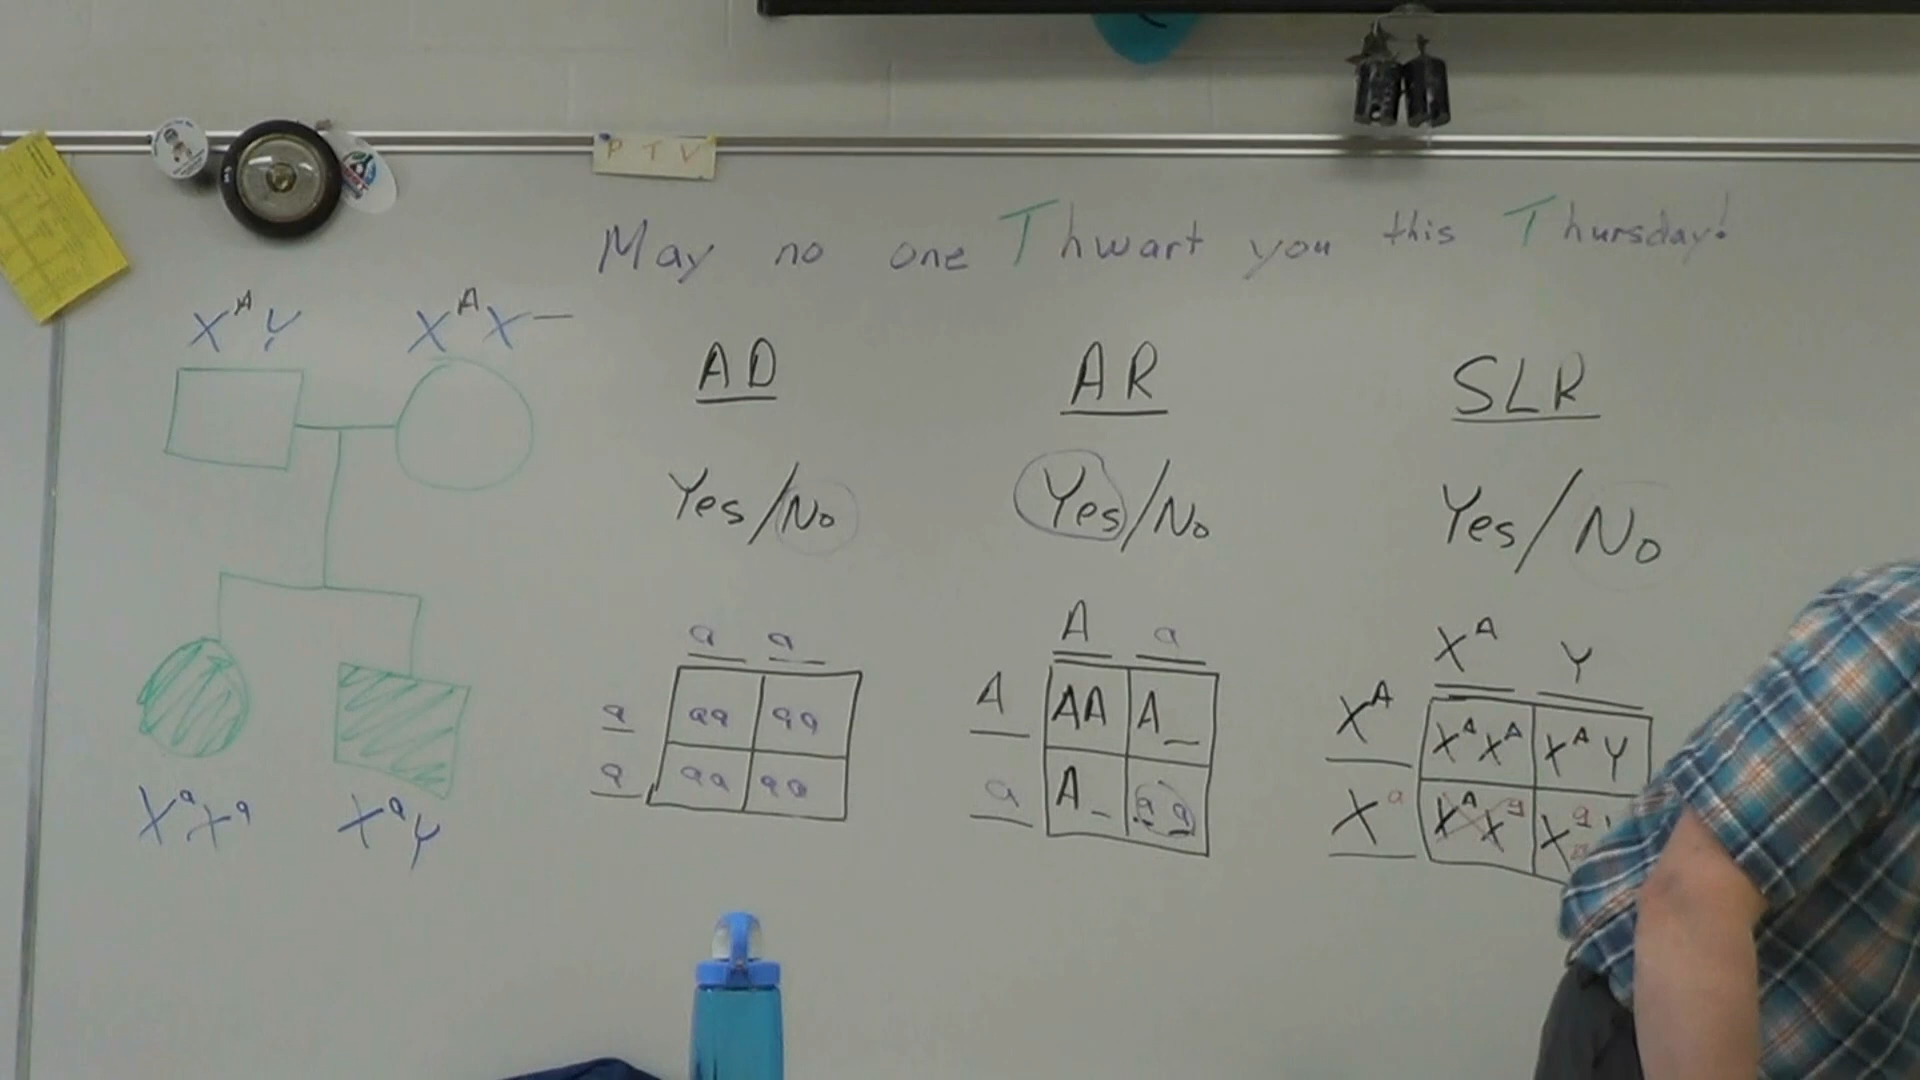 P T V
May no one Thwart you this Thursday!
X^A Y X^A X^–
AD AR SLR
Yes/No Yes/No Yes/No
a a
a aa aa
a aa aa
A a
A AA A_
a A_ aa
X^A Y
X^A X^A X^A X^A Y
X^a X^A X^a X^a
X^a X^a X^a Y